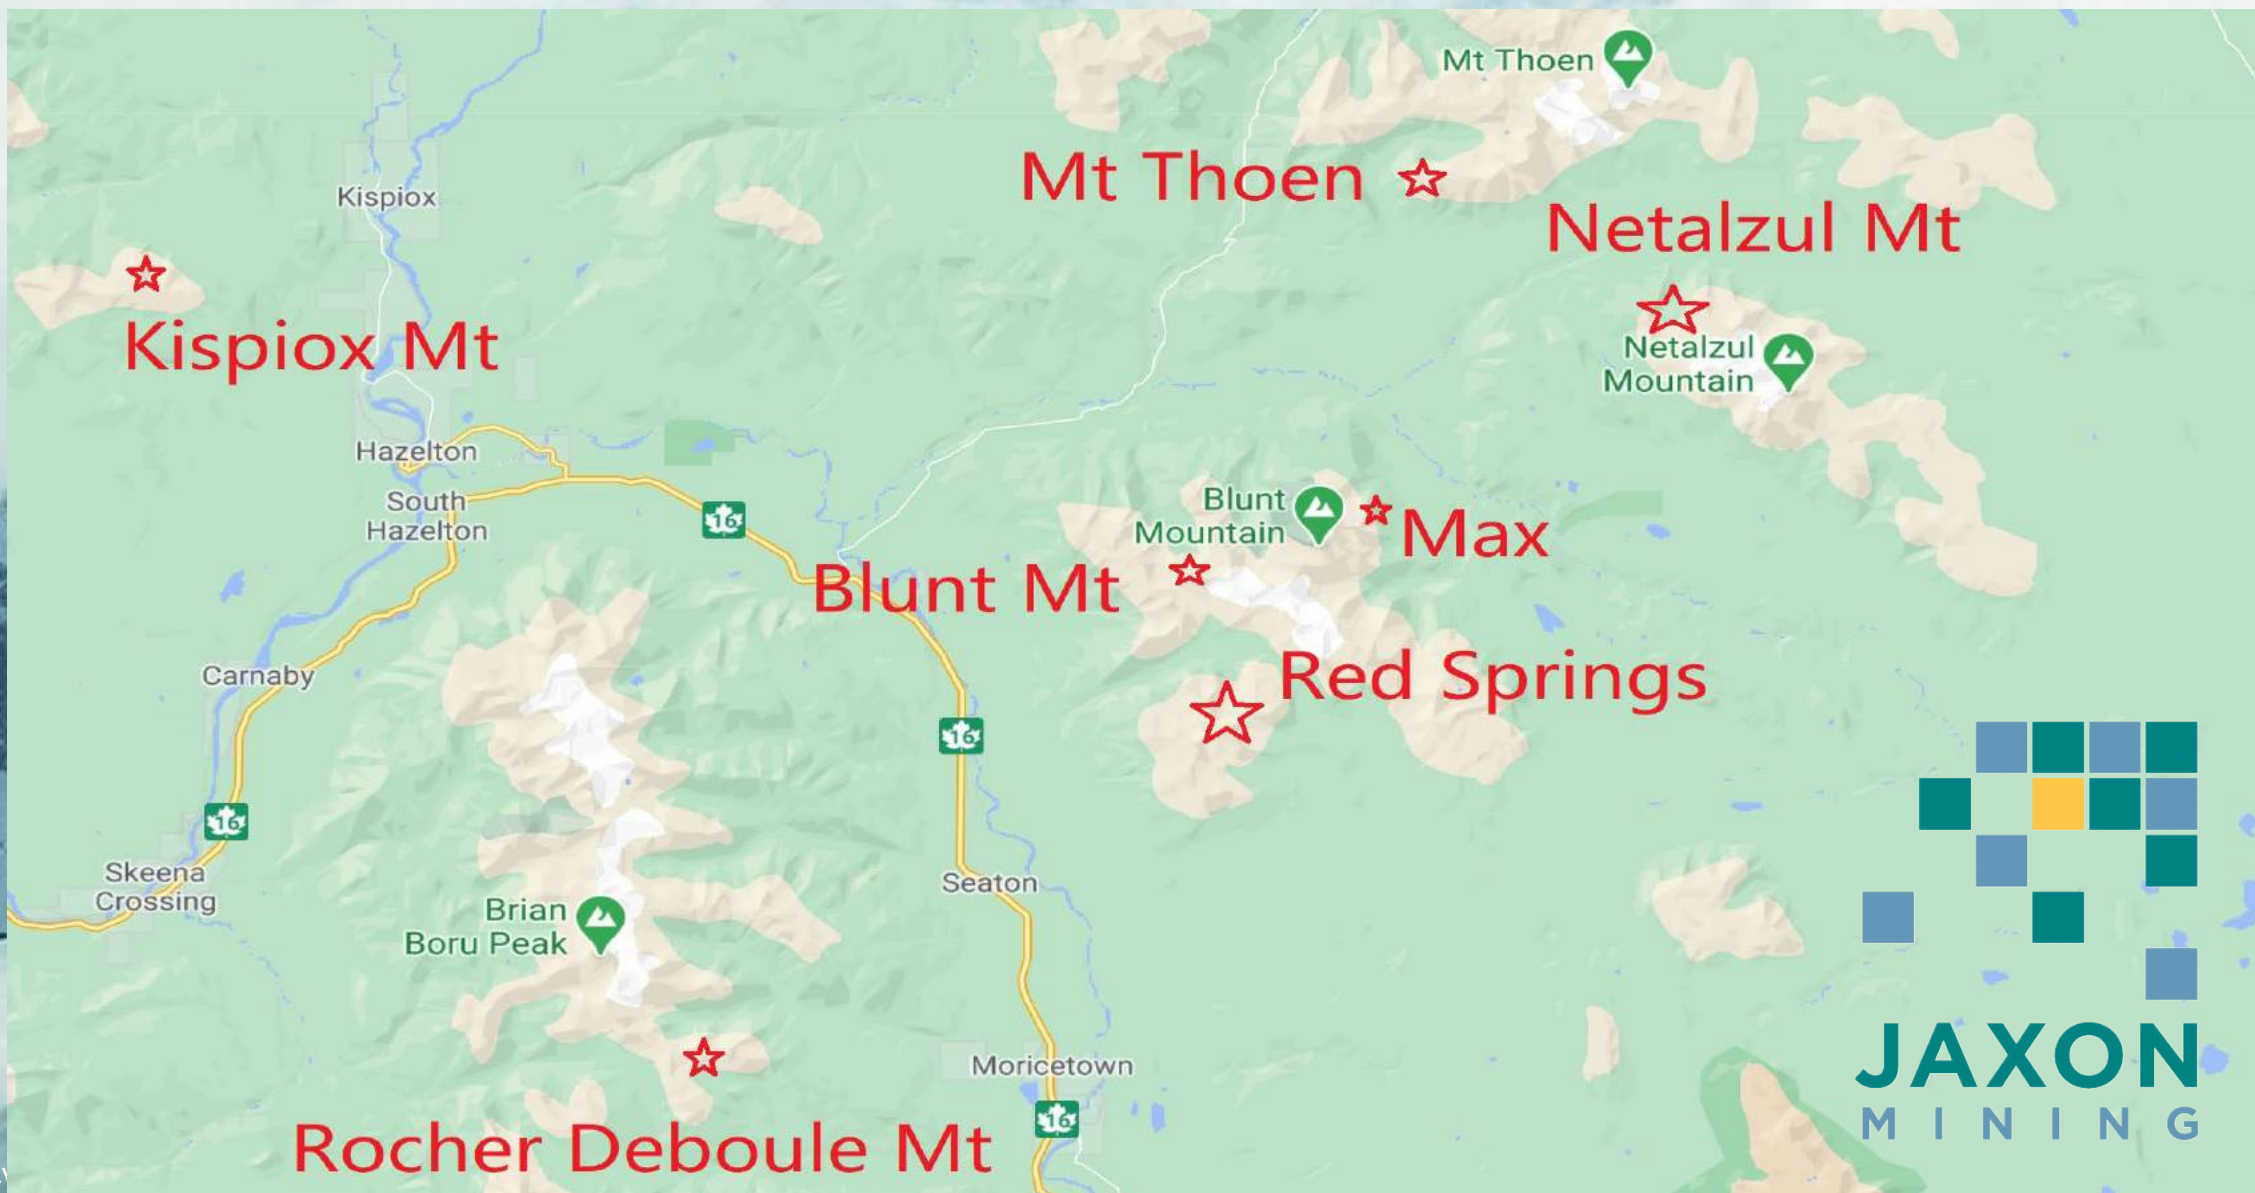 Mt Thoen
Mt Thoen
Kispiox
Netalzul Mt
Kispiox Mt
Netalzul
Mountain
Hazelton
South
Hazelton
16
Blunt
Mountain
Max
Blunt Mt
Red Springs
Carnaby
16
16
Skeena
Crossing
Seaton
Brian
Boru Peak
Moricetown
16
Rocher Deboule Mt
JAXON
MINING